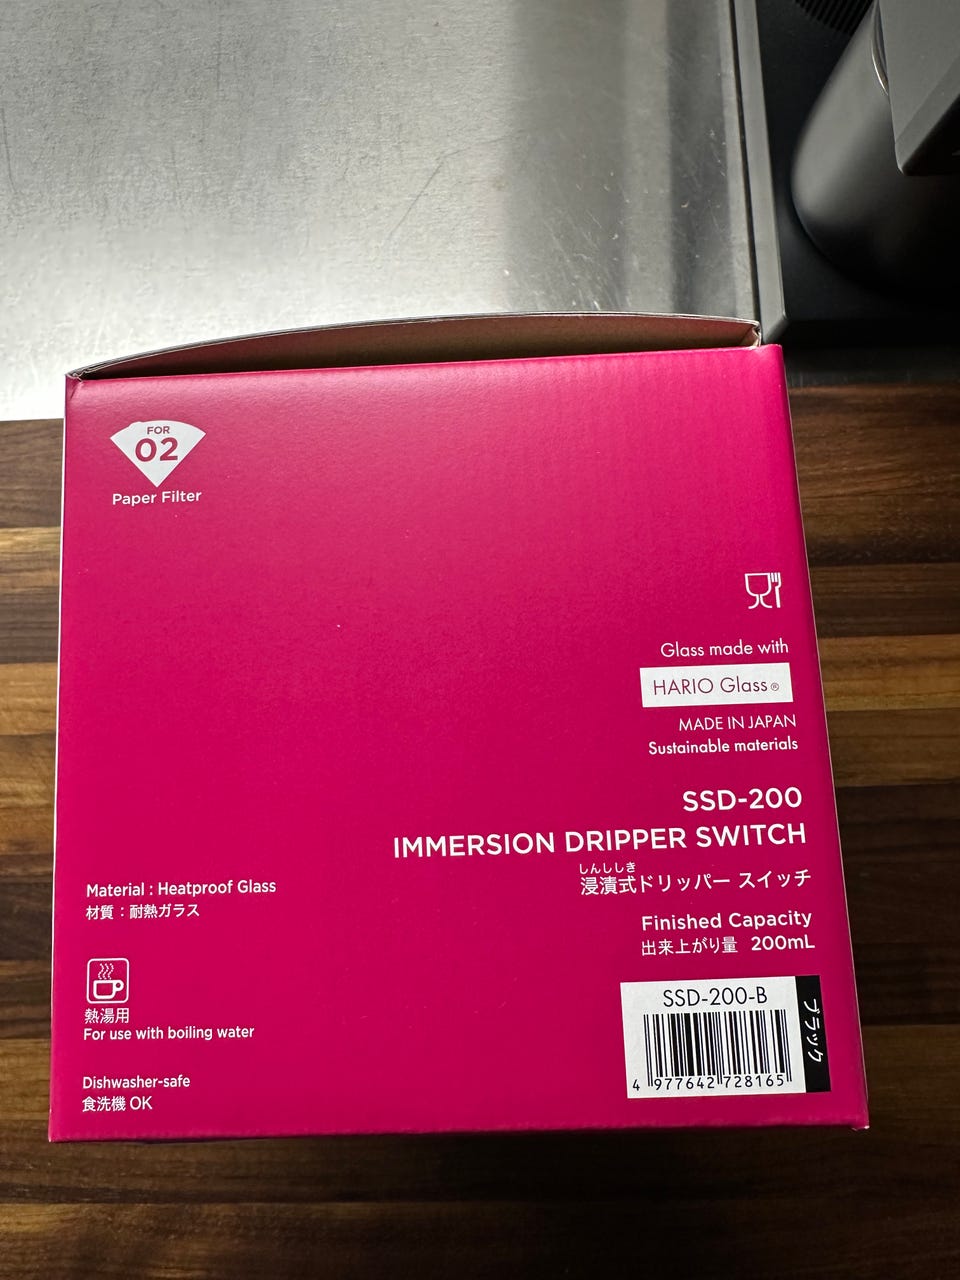 FOR
02
Paper Filter
Glass made with
HARIO Glass®
MADE IN JAPAN
Sustainable materials
SSD-200
IMMERSION DRIPPER SWITCH
しんししき
浸漬式ドリッパー スイッチ
Finished Capacity
出来上がり量 200mL
Material : Heatproof Glass
材質：耐熱ガラス
熱湯用
For use with boiling water
Dishwasher-safe
食洗機 OK
SSD-200-B
4 977642 728165
ブラック